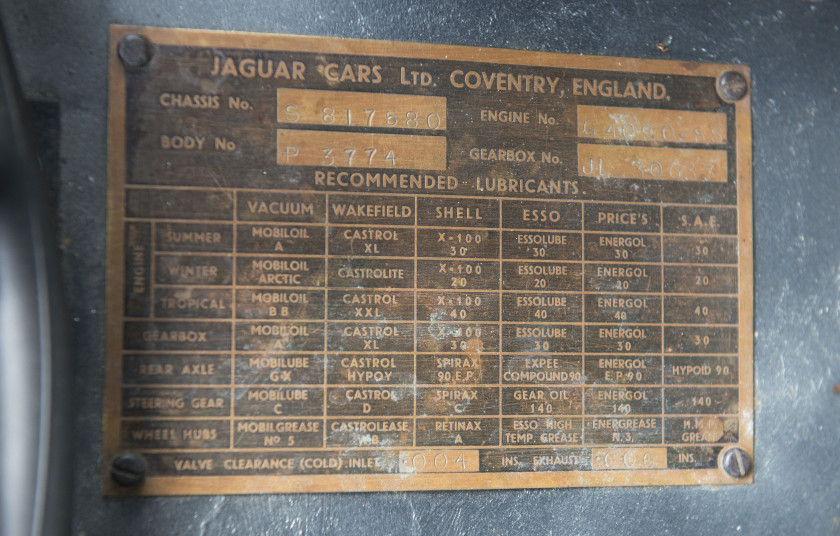 JAGUAR CARS LTD. COVENTRY, ENGLAND.
CHASSIS No. S 817680 ENGINE No.
BODY No P 3774 GEARBOX No. JL
RECOMMENDED LUBRICANTS.
VACUUM WAKEFIELD SHELL ESSO PRICE'S S.A.E.
ENGINE
SUMMER MOBILOIL A CASTROL XL X-100 30 ESSOLUBE 30 ENERGOL 30 30
WINTER MOBILOIL ARCTIC CASTROLITE X-100 20 ESSOLUBE 20 ENERGOL 20 20
TROPICAL MOBILOIL BB CASTROL XXL X-100 40 ESSOLUBE 40 ENERGOL 40 40
GEARBOX MOBILOIL A CASTROL XL X-100 30 ESSOLUBE 30 ENERGOL 30 30
REAR AXLE MOBILUBE GX CASTROL HYPOY SPIRAX 90.E.P. EXPEE COMPOUND 90 ENERGOL E.P.90 HYPOID 90
STEERING GEAR MOBILUBE C CASTROL D SPIRAX C GEAR OIL 140 ENERGOL 140 140
WHEEL HUBS MOBILGREASE No 5 CASTROLEASE W.B. RETINAX A ESSO HIGH TEMP. GREASE ENERGREASE N.3. H.M.P. GREASE
VALVE CLEARANCE (COLD) INLET .004 INS. EXHAUST INS.